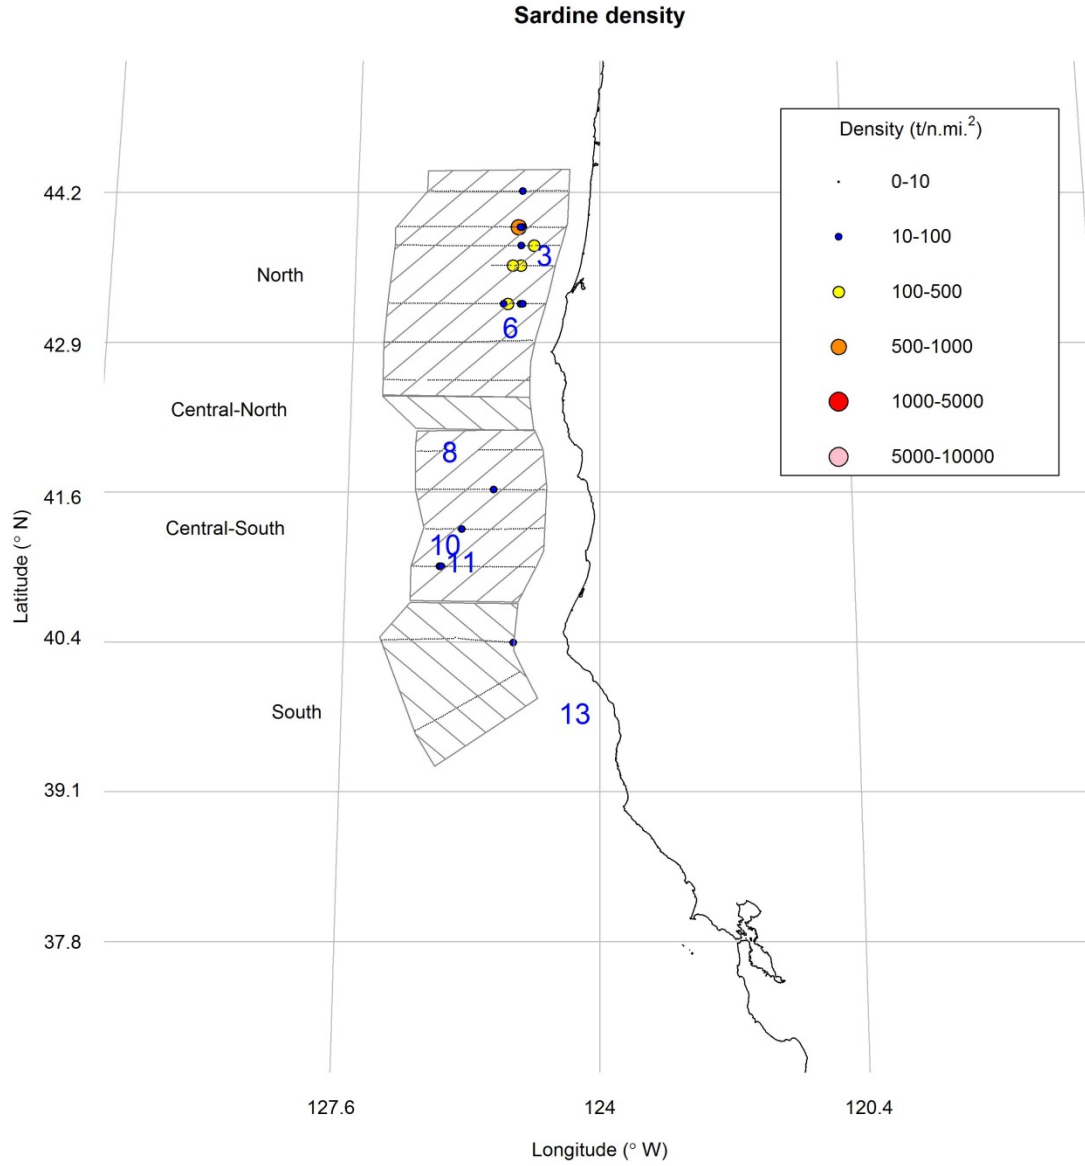 Sardine density
Density (t/n.mi.²)
0-10
10-100
100-500
500-1000
1000-5000
5000-10000
44.2
42.9
41.6
40.4
39.1
37.8
Latitude (° N)
North
Central-North
Central-South
South
3
6
8
10
11
13
127.6
124
120.4
Longitude (° W)